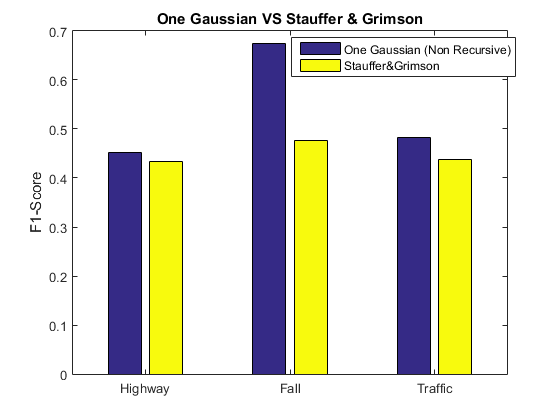 One Gaussian VS Stauffer & Grimson
One Gaussian (Non Recursive)
Stauffer&Grimson
F1-Score
0.7
0.6
0.5
0.4
0.3
0.2
0.1
0
Highway
Fall
Traffic